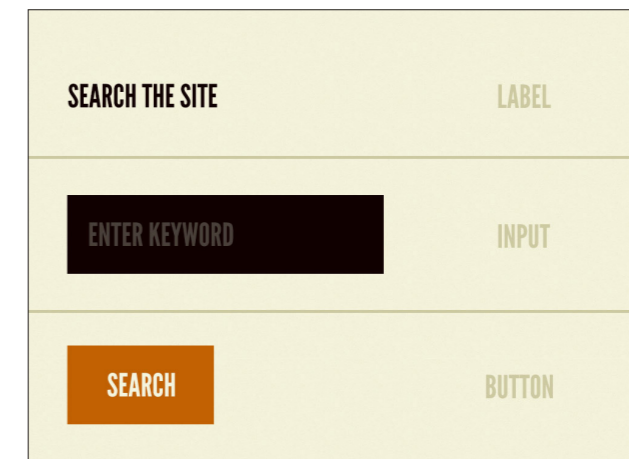 SEARCH THE SITE LABEL
ENTER KEYWORD INPUT
SEARCH BUTTON